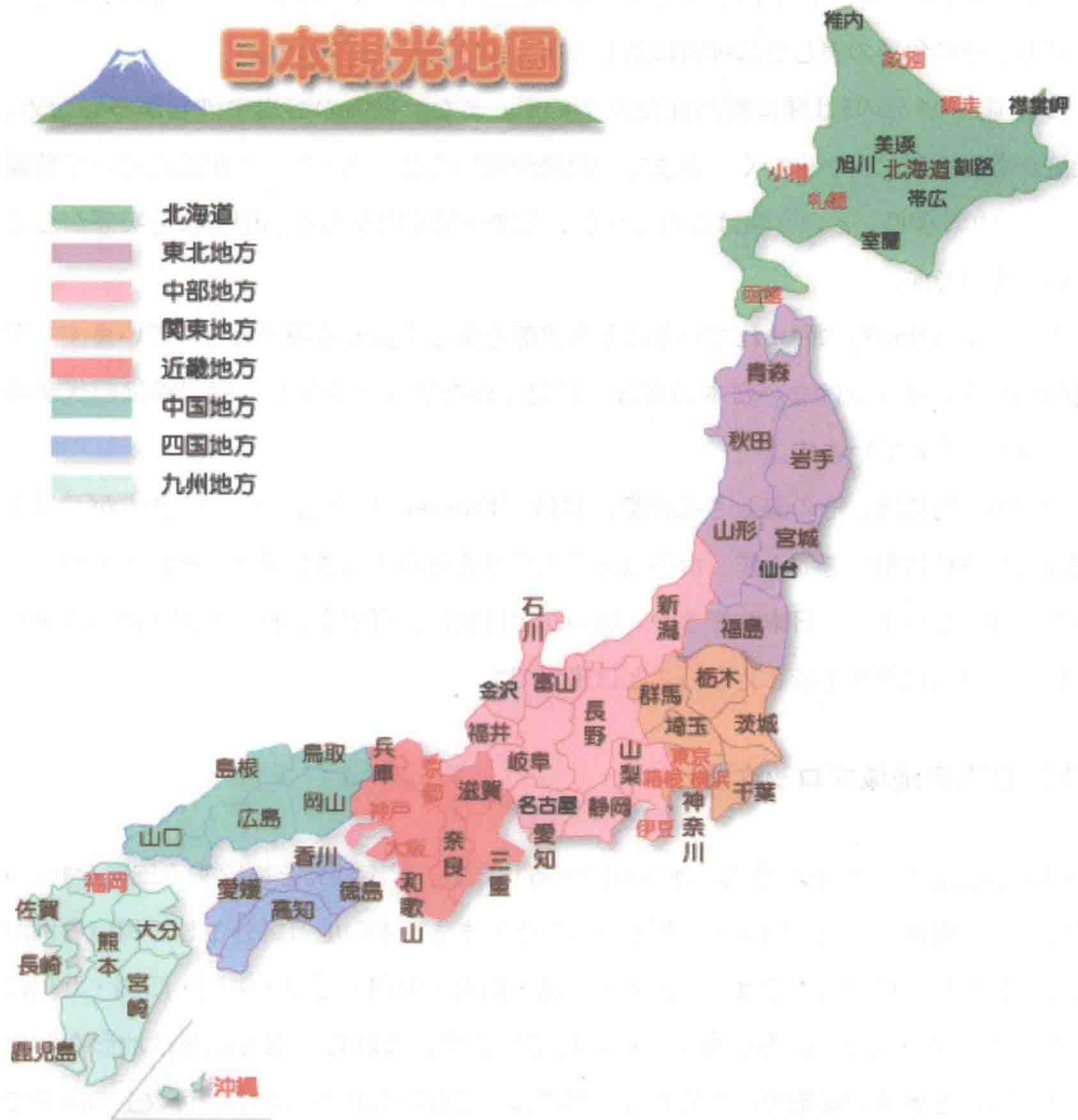 日本観光地圖
北海道
東北地方
中部地方
関東地方
近畿地方
中国地方
四国地方
九州地方
稚内
紋別
網走
襟裳岬
美瑛
旭川
北海道
釧路
小樽
札幌
帯広
室蘭
函館
青森
秋田
岩手
山形
宮城
仙台
福島
新潟
石川
金沢
富山
福井
長野
岐阜
山梨
名古屋
静岡
愛知
群馬
栃木
埼玉
茨城
東京
箱根
横浜
千葉
神奈川
伊豆
兵庫
京都
滋賀
神戸
大阪
奈良
三重
和歌山
鳥取
島根
岡山
広島
山口
香川
愛媛
徳島
高知
福岡
佐賀
大分
長崎
熊本
宮崎
鹿児島
沖縄